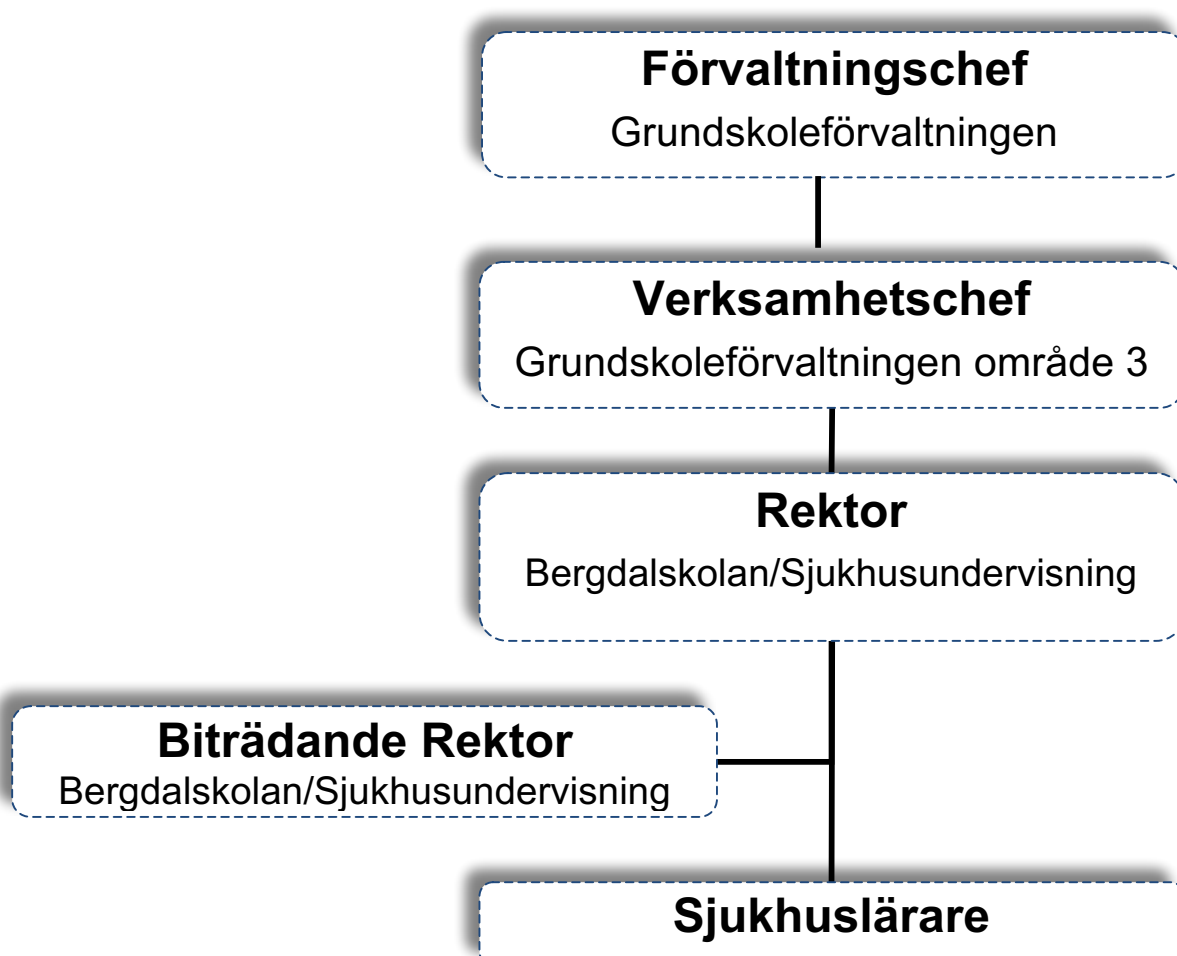 Förvaltningschef
Grundskoleförvaltningen
Verksamhetschef
Grundskoleförvaltningen område 3
Rektor
Bergdalskolan/Sjukhusundervisning
Biträdande Rektor
Bergdalskolan/Sjukhusundervisning
Sjukhuslärare